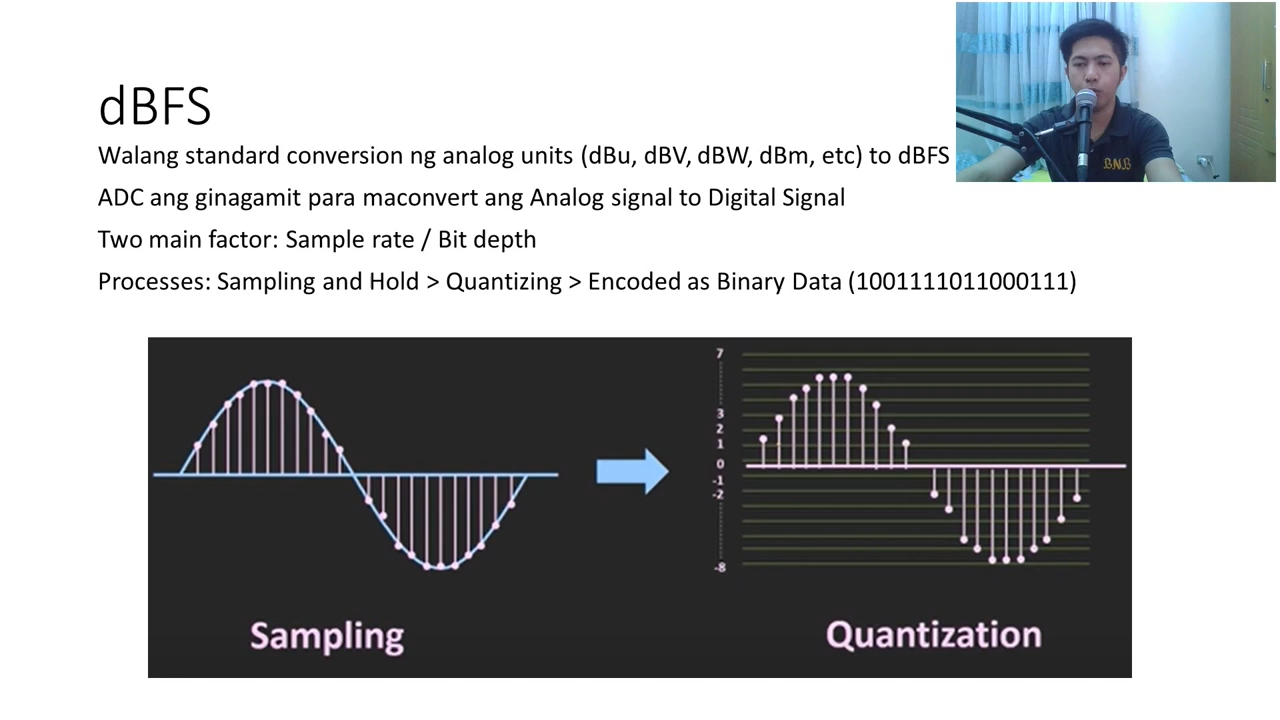 dBFS
Walang standard conversion ng analog units (dBu, dBV, dBW, dBm, etc) to dBFS
ADC ang ginagamit para maconvert ang Analog signal to Digital Signal
Two main factor: Sample rate / Bit depth
Processes: Sampling and Hold > Quantizing > Encoded as Binary Data (1001111011000111)
BNB
7
3
2
1
0
-1
-2
-8
Sampling
Quantization